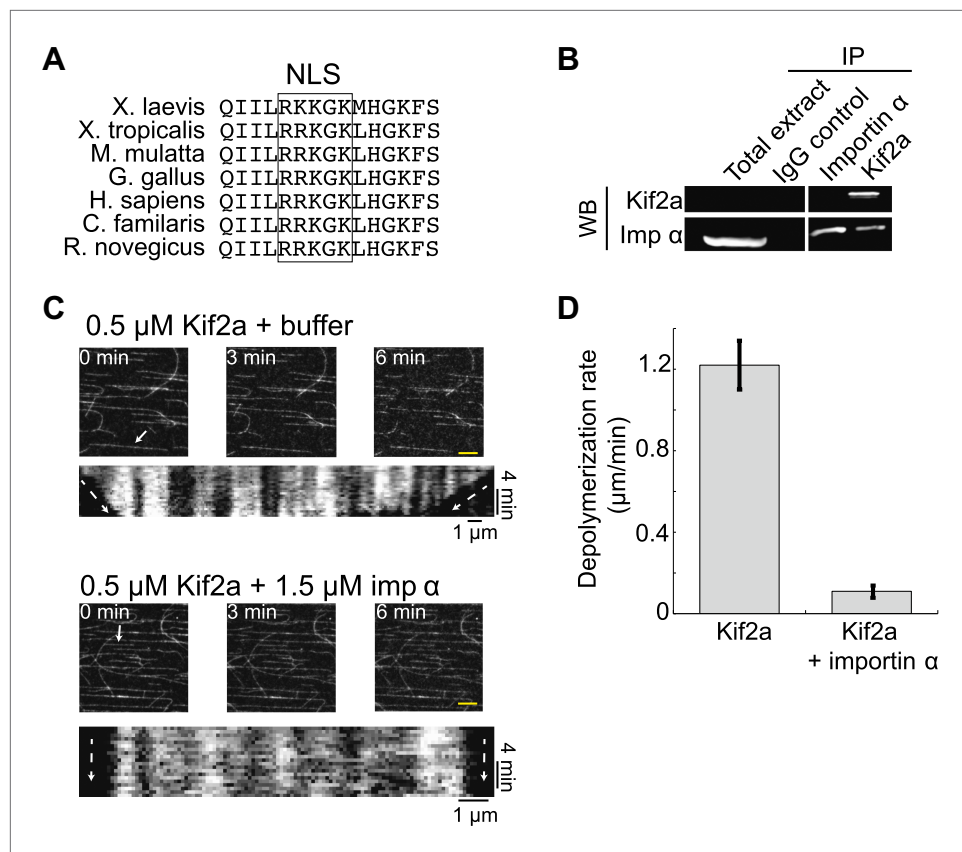 A
NLS
X. laevis QIILRKKGKMHGKFS
X. tropicalis QIILRRKGKLHGKFS
M. mulatta QIILRRKGKLHGKFS
G. gallus QIILRRKGKLHGKFS
H. sapiens QIILRRKGKLHGKFS
C. familaris QIILRRKGKLHGKFS
R. novegicus QIILRRKGKLHGKFS
B
IP
Total extract
IgG control
Importin α
Kif2a
WB
Kif2a
Imp α
C
0.5 µM Kif2a + buffer
0 min
3 min
6 min
4 min
1 µm
0.5 µM Kif2a + 1.5 µM imp α
0 min
3 min
6 min
4 min
1 µm
D
Depolymerization rate
(µm/min)
1.2
0.8
0.4
0
Kif2a
Kif2a
+ importin α